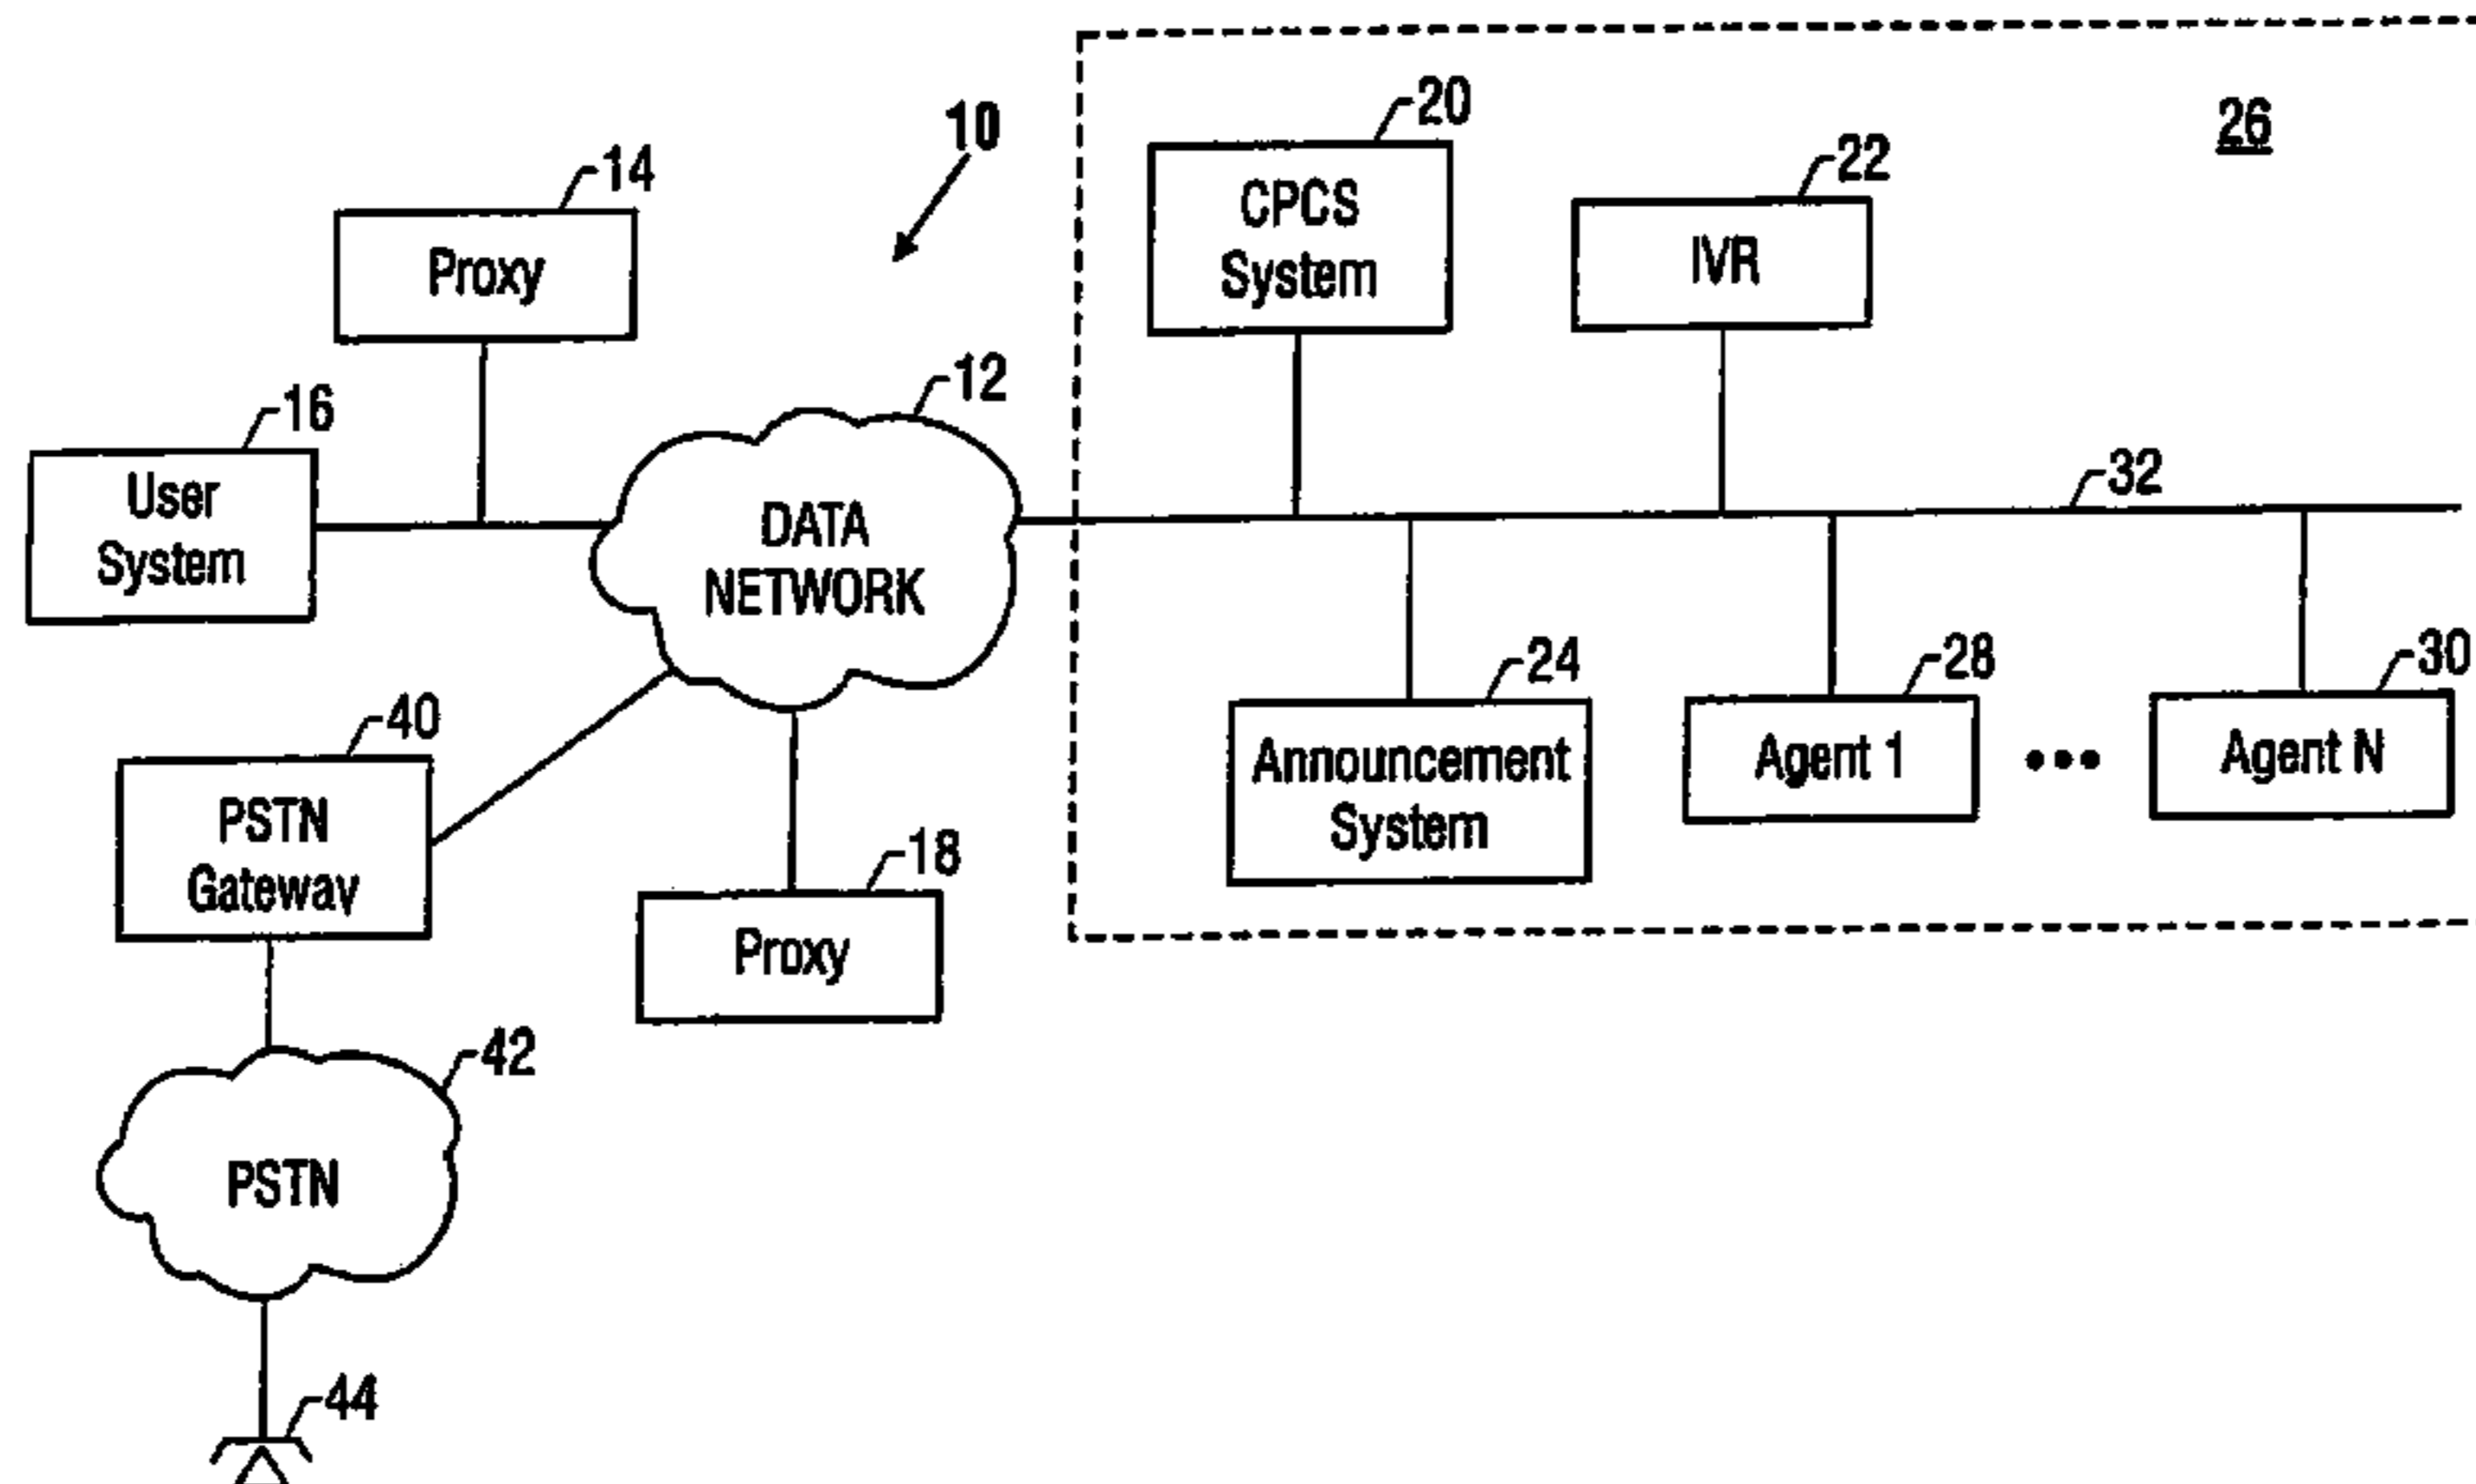 10
20
26
22
14
CPCS
System
IVR
Proxy
12
16
User
System
DATA
NETWORK
32
24
28
30
40
Announcement
System
Agent 1
•••
Agent N
PSTN
Gateway
18
Proxy
42
PSTN
44